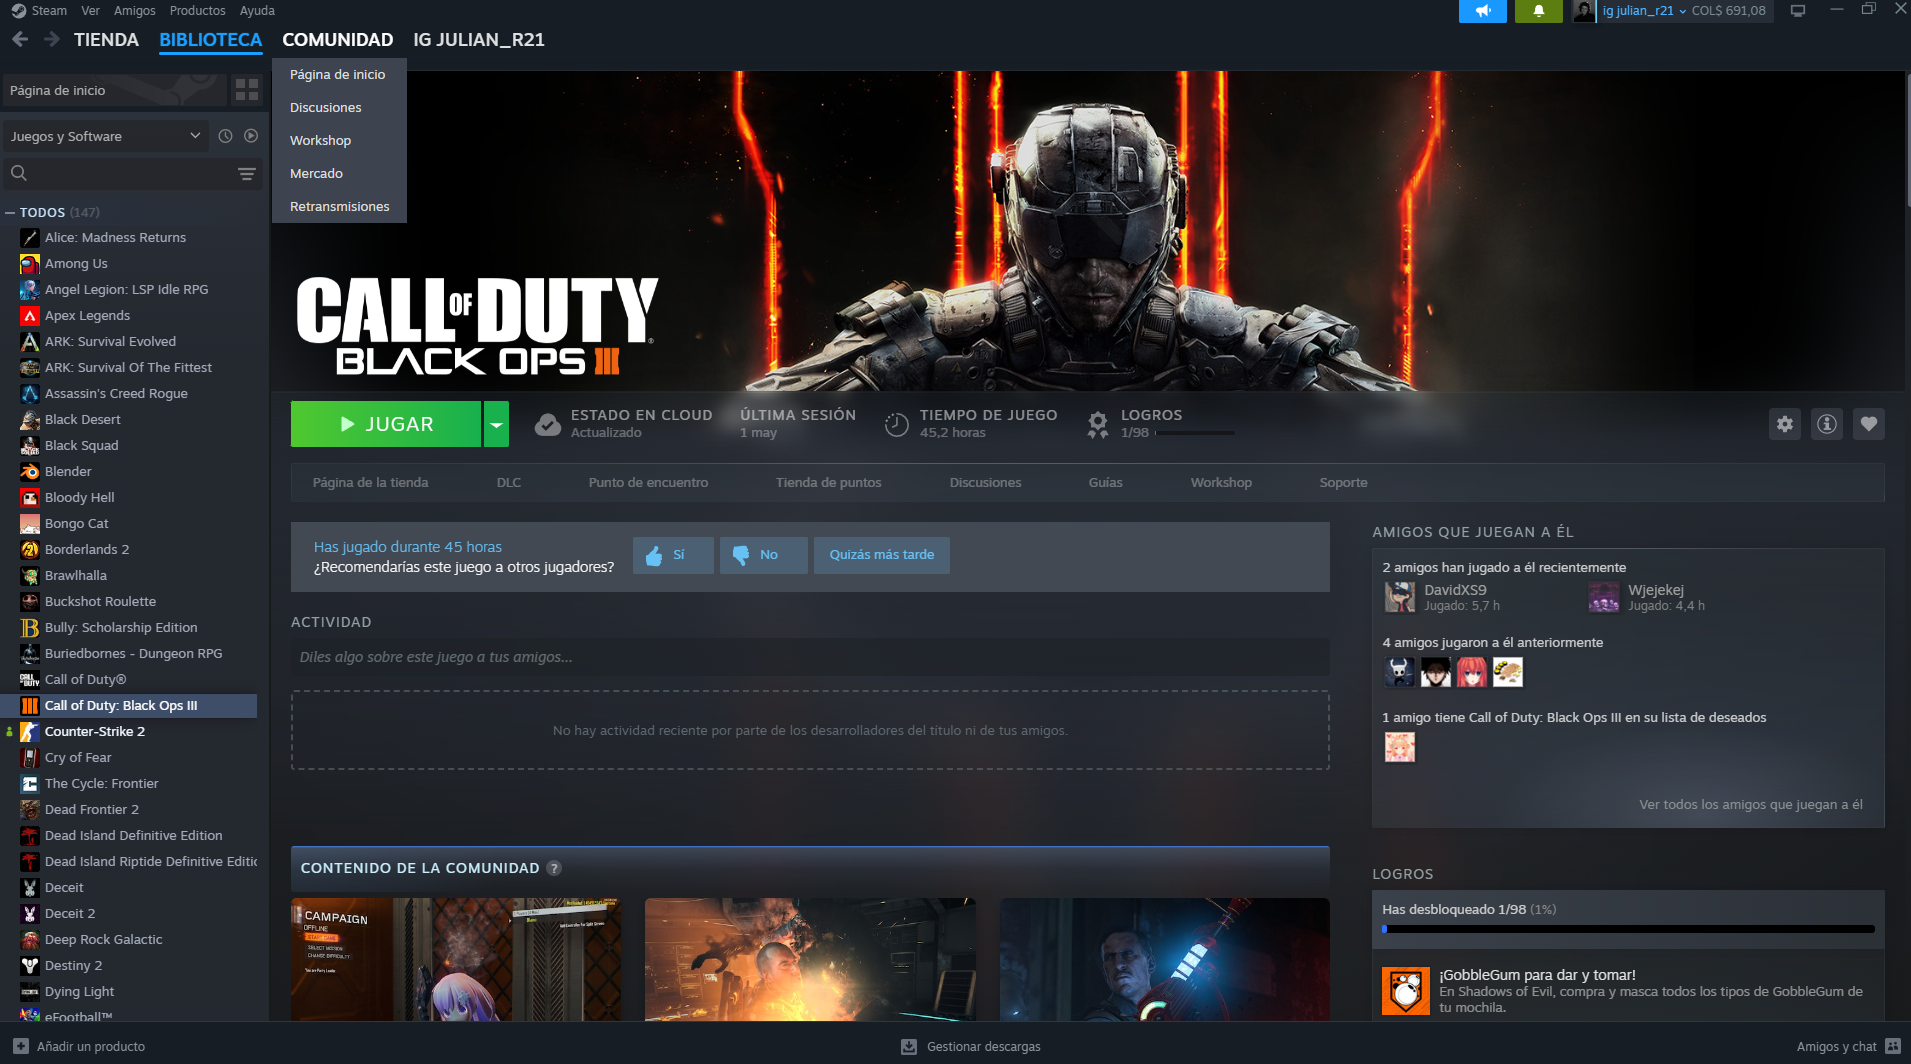 Steam Ver Amigos Productos Ayuda
ig julian_r21 COL$ 691,08
TIENDA BIBLIOTECA COMUNIDAD IG JULIAN_R21
Página de inicio
Discusiones
Workshop
Mercado
Retransmisiones
Página de inicio
Juegos y Software
TODOS (147)
Alice: Madness Returns
Among Us
Angel Legion: LSP Idle RPG
Apex Legends
ARK: Survival Evolved
ARK: Survival Of The Fittest
Assassin's Creed Rogue
Black Desert
Black Squad
Blender
Bloody Hell
Bongo Cat
Borderlands 2
Brawlhalla
Buckshot Roulette
Bully: Scholarship Edition
Buriedbornes - Dungeon RPG
Call of Duty®
Call of Duty: Black Ops III
Counter-Strike 2
Cry of Fear
The Cycle: Frontier
Dead Frontier 2
Dead Island Definitive Edition
Dead Island Riptide Definitive Editic
Deceit
Deceit 2
Deep Rock Galactic
Destiny 2
Dying Light
eFootball™
CALL OF DUTY®
BLACK OPS III
JUGAR
ESTADO EN CLOUD
Actualizado
ÚLTIMA SESIÓN
1 may
TIEMPO DE JUEGO
45,2 horas
LOGROS
1/98
Página de la tienda DLC Punto de encuentro Tienda de puntos Discusiones Guías Workshop Soporte
Has jugado durante 45 horas
¿Recomendarías este juego a otros jugadores?
Sí No Quizás más tarde
ACTIVIDAD
Diles algo sobre este juego a tus amigos...
No hay actividad reciente por parte de los desarrolladores del título ni de tus amigos.
CONTENIDO DE LA COMUNIDAD ?
CAMPAIGN
OFFLINE
SELECT MISSION
CHANGE DIFFICULTY
AMIGOS QUE JUEGAN A ÉL
2 amigos han jugado a él recientemente
DavidXS9
Jugado: 5,7 h
Wjejekej
Jugado: 4,4 h
4 amigos jugaron a él anteriormente
1 amigo tiene Call of Duty: Black Ops III en su lista de deseados
Ver todos los amigos que juegan a él
LOGROS
Has desbloqueado 1/98 (1%)
¡GobbleGum para dar y tomar!
En Shadows of Evil, compra y masca todos los tipos de GobbleGum de
tu mochila.
Añadir un producto
Gestionar descargas
Amigos y chat